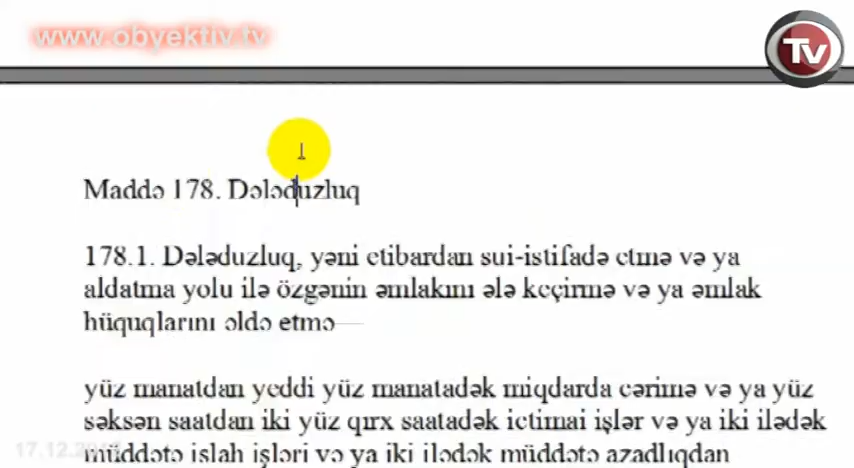 www.obyektiv.tv
Tv
Maddə 178. Dələduzluq
178.1. Dələduzluq, yəni etibardan sui-istifadə etmə və ya
aldatma yolu ilə özgənin əmlakını ələ keçirmə və ya əmlak
hüquqlarını əldə etmə—
yüz manatdan yeddi yüz manatadək miqdarda cərimə və ya yüz
səksən saatdan iki yüz qırx saatadək ictimai işlər və ya iki ilədək
müddətə islah işləri və ya iki ilədək müddətə azadlıqdan